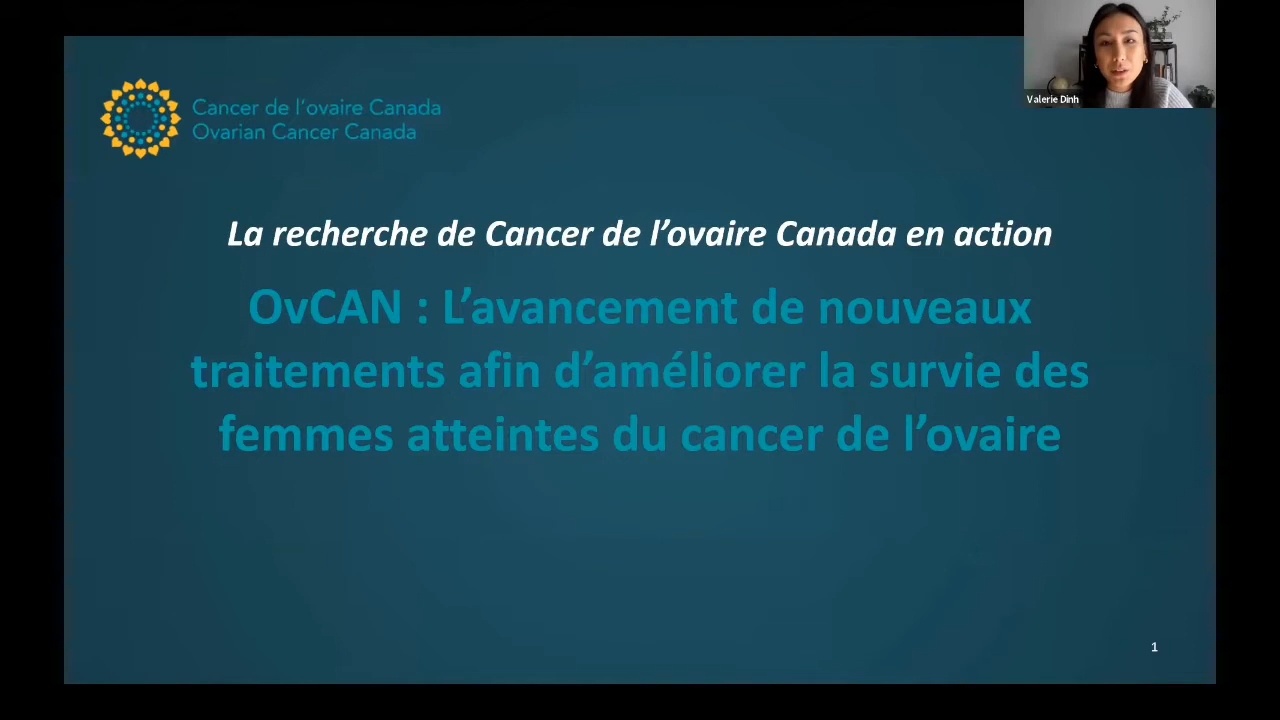 Valerie Dinh
Cancer de l'ovaire Canada
Ovarian Cancer Canada
La recherche de Cancer de l’ovaire Canada en action
OvCAN : L’avancement de nouveaux
traitements afin d’améliorer la survie des
femmes atteintes du cancer de l’ovaire
1